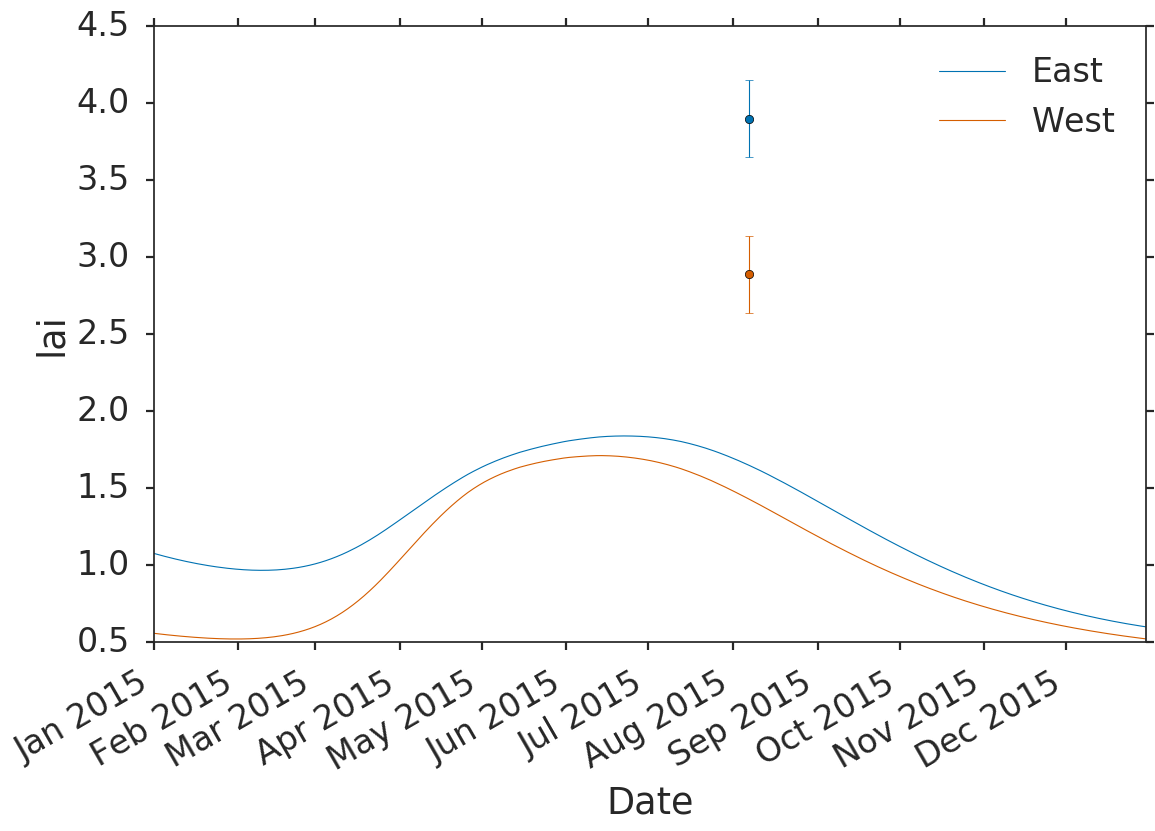 4.5
4.0
3.5
3.0
2.5
2.0
1.5
1.0
0.5
lai
East
West
Jan 2015
Feb 2015
Mar 2015
Apr 2015
May 2015
Jun 2015
Jul 2015
Aug 2015
Sep 2015
Oct 2015
Nov 2015
Dec 2015
Date